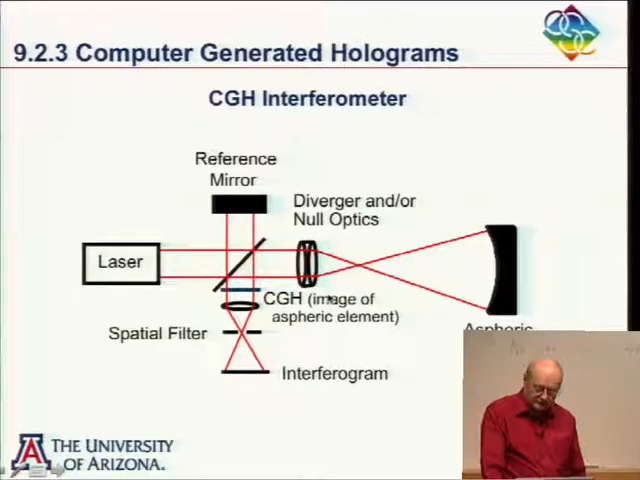 9.2.3 Computer Generated Holograms
CGH Interferometer
Reference
Mirror
Diverger and/or
Null Optics
Laser
CGH (image of
aspheric element)
Spatial Filter
Aspheric
Interferogram
THE UNIVERSITY
OF ARIZONA.